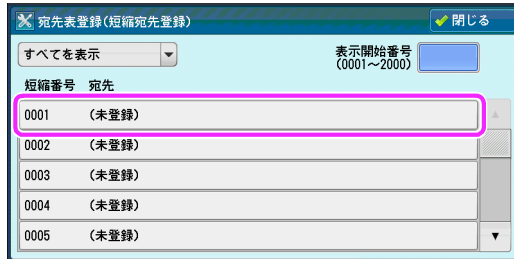 宛先表登録(短縮宛先登録)
閉じる
すべてを表示
表示開始番号
(0001～2000)
短縮番号 宛先
0001 (未登録)
0002 (未登録)
0003 (未登録)
0004 (未登録)
0005 (未登録)